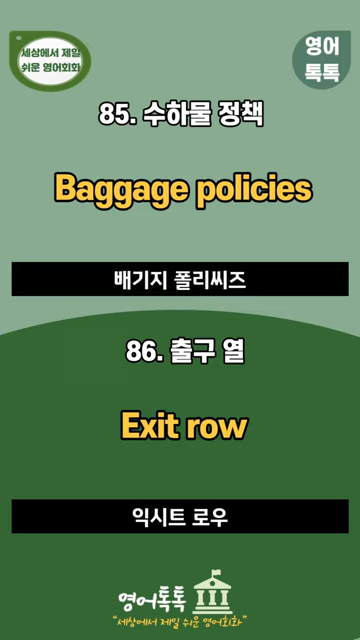 세상에서 제일
쉬운 영어회화
영어
톡톡
85. 수하물 정책
Baggage policies
배기지 폴리씨즈
86. 출구 열
Exit row
익시트 로우
영어톡톡
"세상에서 제일 쉬운 영어회화"